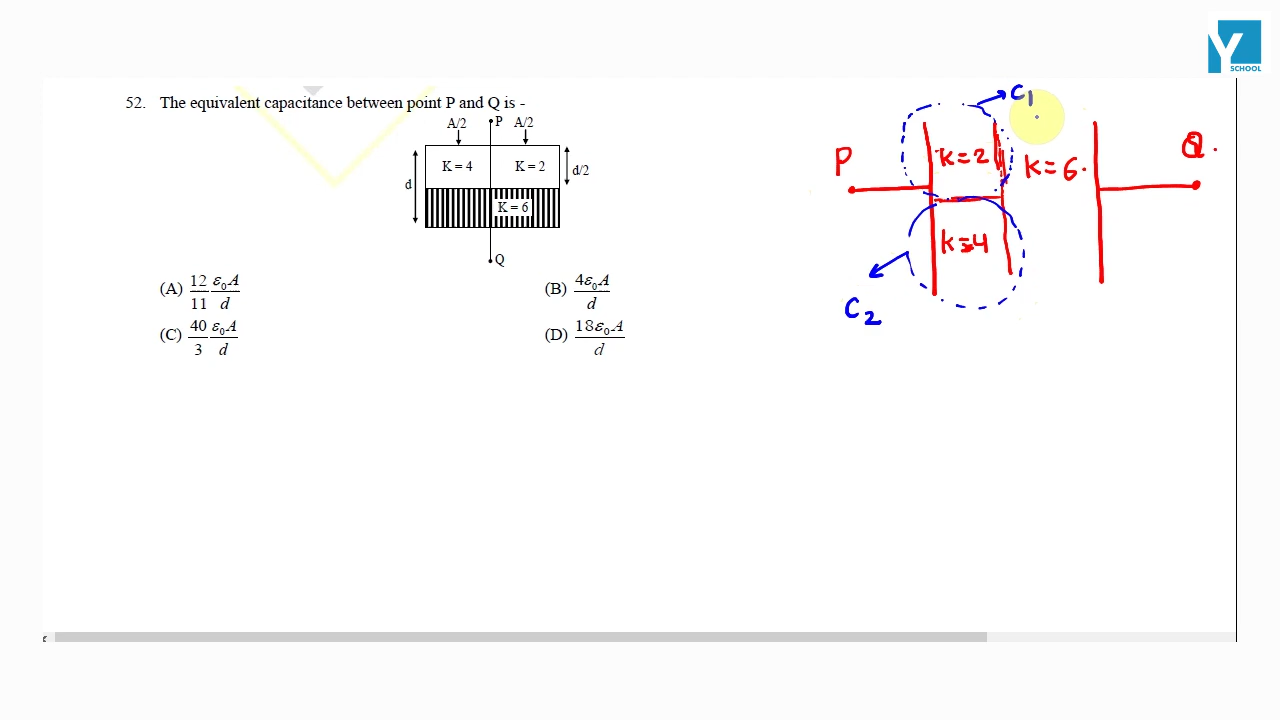 Y
SCHOOL
52. The equivalent capacitance between point P and Q is -
A/2 P A/2
K = 4 K = 2
d d/2
K = 6
Q
(A) 12/11 ε₀A/d (B) 4ε₀A/d
(C) 40/3 ε₀A/d (D) 18ε₀A/d
C1
P K=2 K=6. Q.
K=4
C2